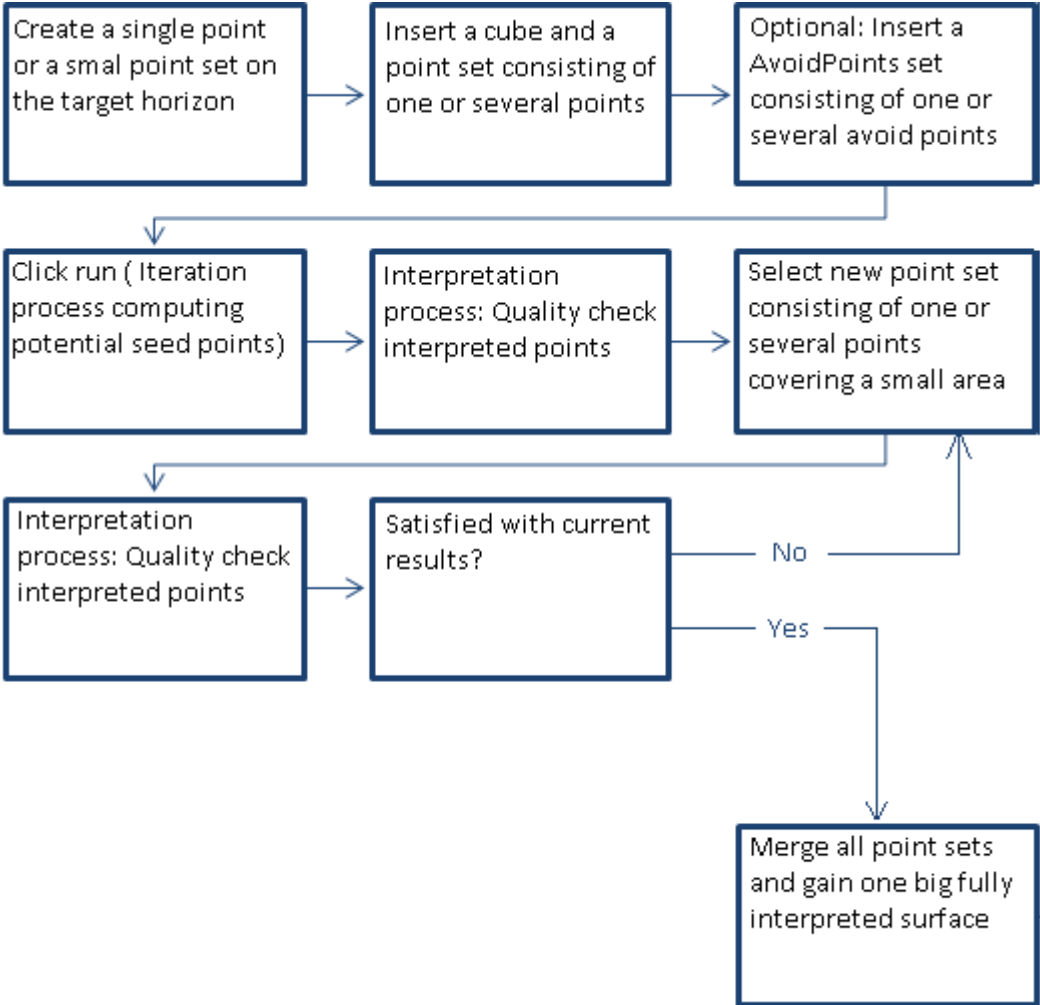 Create a single point
or a smal point set on
the target horizon
Insert a cube and a
point set consisting of
one or several points
Optional: Insert a
AvoidPoints set
consisting of one or
several avoid points
Click run ( Iteration
process computing
potential seed points)
Interpretation
process: Quality check
interpreted points
Select new point set
consisting of one or
several points
covering a small area
Interpretation
process: Quality check
interpreted points
Satisfied with current
results?
No
Yes
Merge all point sets
and gain one big fully
interpreted surface